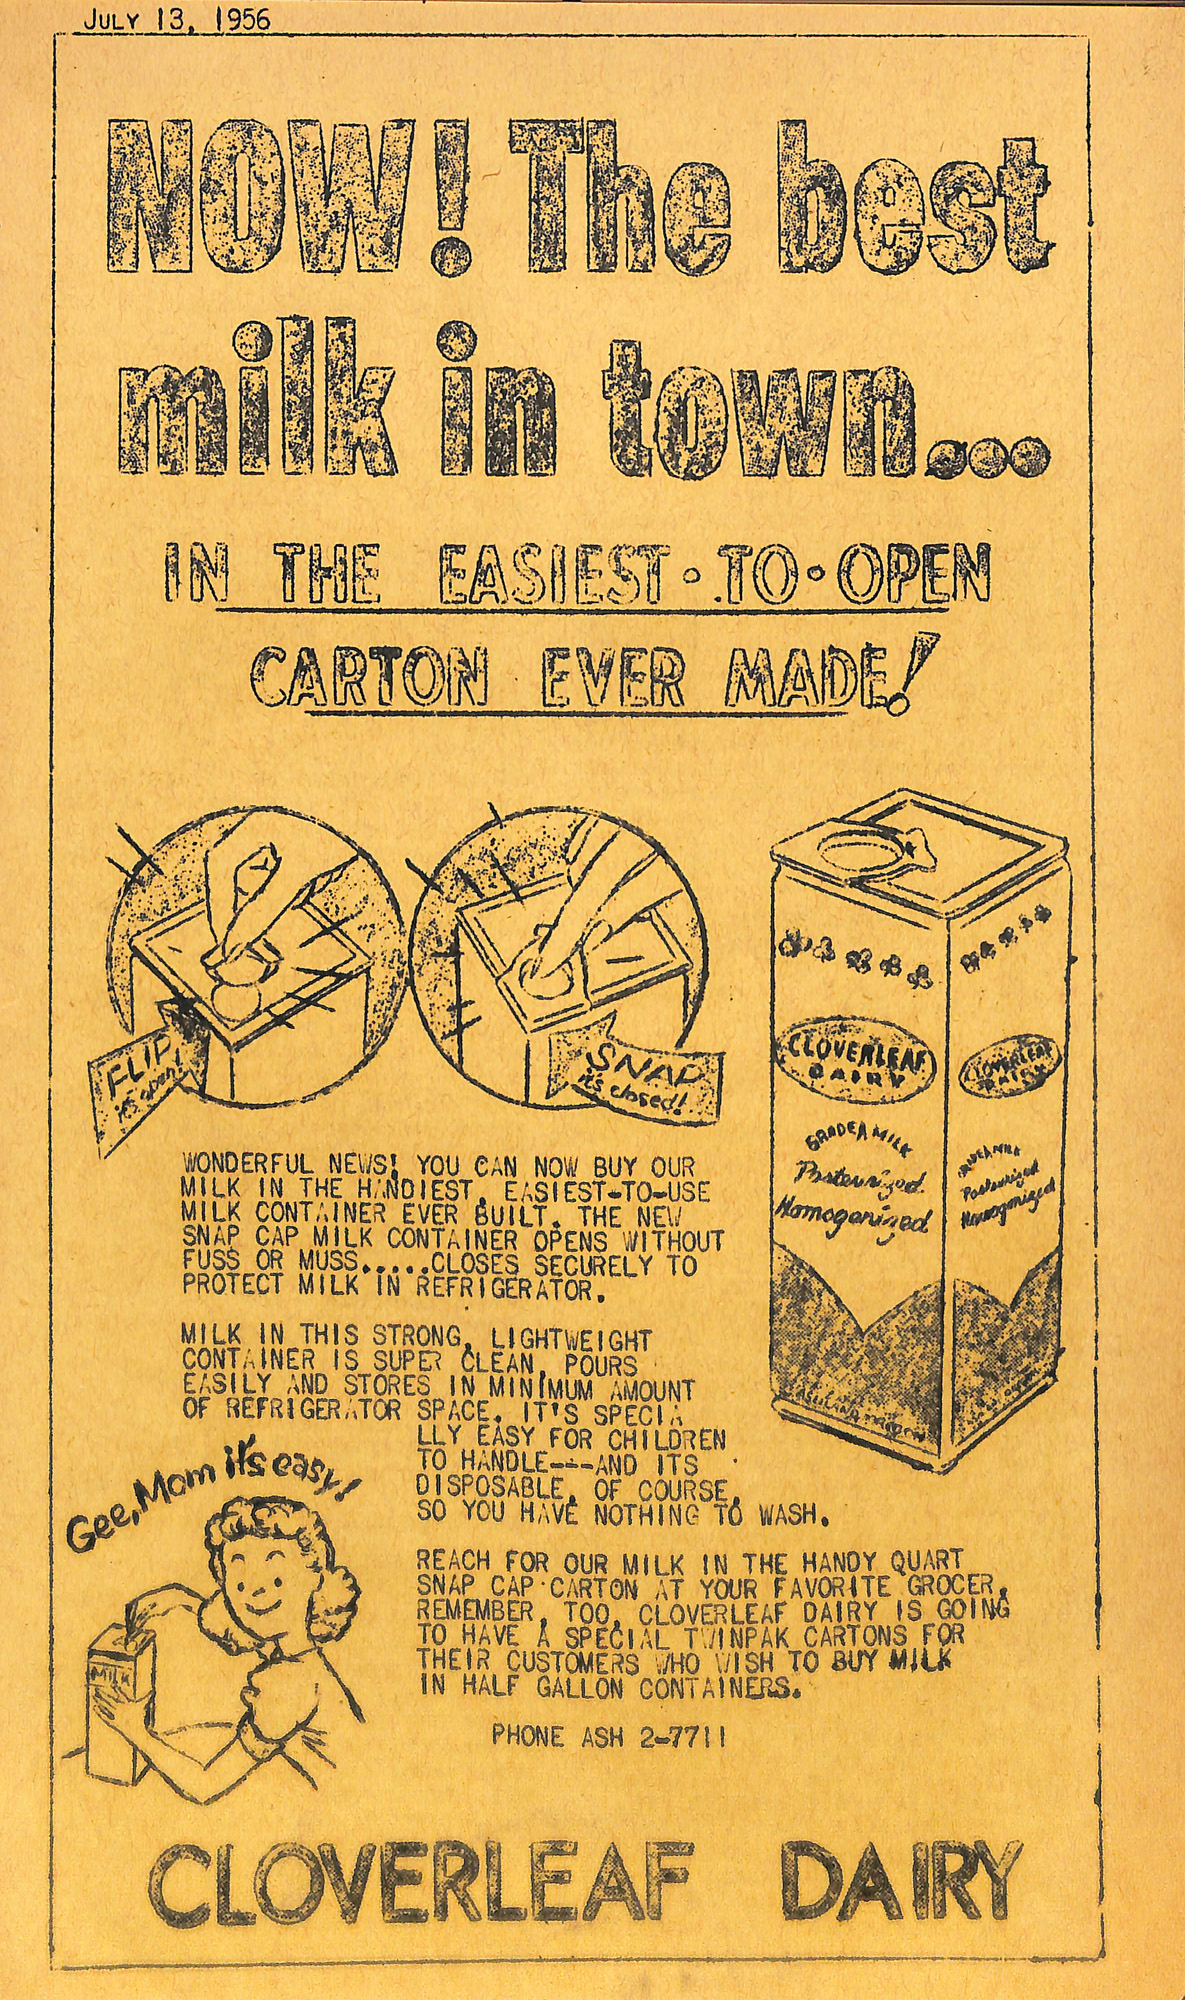 JULY 13, 1956
NOW! The best
milk in town...
IN THE EASIEST·TO·OPEN
CARTON EVER MADE!
FLIP
it's open!
SNAP
it's closed!
CLOVERLEAF
DAIRY
GRADE A MILK
Pasteurized
Homogenized
CLOVERLEAF
DAIRY
GRADE A MILK
Pasteurized
Homogenized
WONDERFUL NEWS! YOU CAN NOW BUY OUR
MILK IN THE HANDIEST, EASIEST-TO-USE
MILK CONTAINER EVER BUILT. THE NEW
SNAP CAP MILK CONTAINER OPENS WITHOUT
FUSS OR MUSS.....CLOSES SECURELY TO
PROTECT MILK IN REFRIGERATOR.
MILK IN THIS STRONG, LIGHTWEIGHT
CONTAINER IS SUPER CLEAN, POURS
EASILY AND STORES IN MINIMUM AMOUNT
OF REFRIGERATOR SPACE. IT'S SPECIA
LLY EASY FOR CHILDREN
TO HANDLE---AND ITS
DISPOSABLE, OF COURSE,
SO YOU HAVE NOTHING TO WASH.
Gee, Mom it's easy!
MILK
REACH FOR OUR MILK IN THE HANDY QUART
SNAP CAP CARTON AT YOUR FAVORITE GROCER,
REMEMBER, TOO, CLOVERLEAF DAIRY IS GOING
TO HAVE A SPECIAL TWINPAK CARTONS FOR
THEIR CUSTOMERS WHO WISH TO BUY MILK
IN HALF GALLON CONTAINERS.
PHONE ASH 2-7711
CLOVERLEAF DAIRY